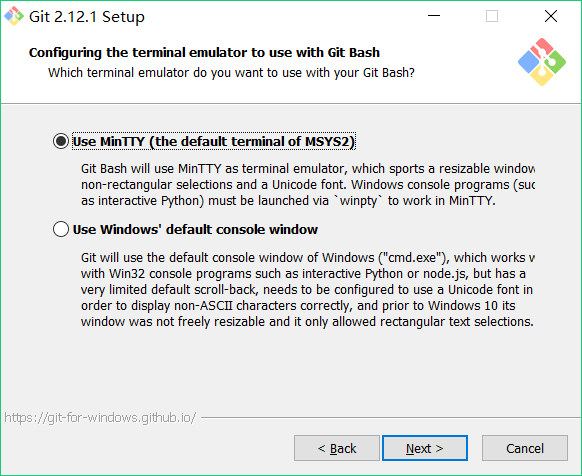 Git 2.12.1 Setup
Configuring the terminal emulator to use with Git Bash
Which terminal emulator do you want to use with your Git Bash?
Use MinTTY (the default terminal of MSYS2)
Git Bash will use MinTTY as terminal emulator, which sports a resizable window
non-rectangular selections and a Unicode font. Windows console programs (suc
as interactive Python) must be launched via `winpty` to work in MinTTY.
Use Windows' default console window
Git will use the default console window of Windows ("cmd.exe"), which works w
with Win32 console programs such as interactive Python or node.js, but has a
very limited default scroll-back, needs to be configured to use a Unicode font in
order to display non-ASCII characters correctly, and prior to Windows 10 its
window was not freely resizable and it only allowed rectangular text selections.
https://git-for-windows.github.io/
< Back
Next >
Cancel